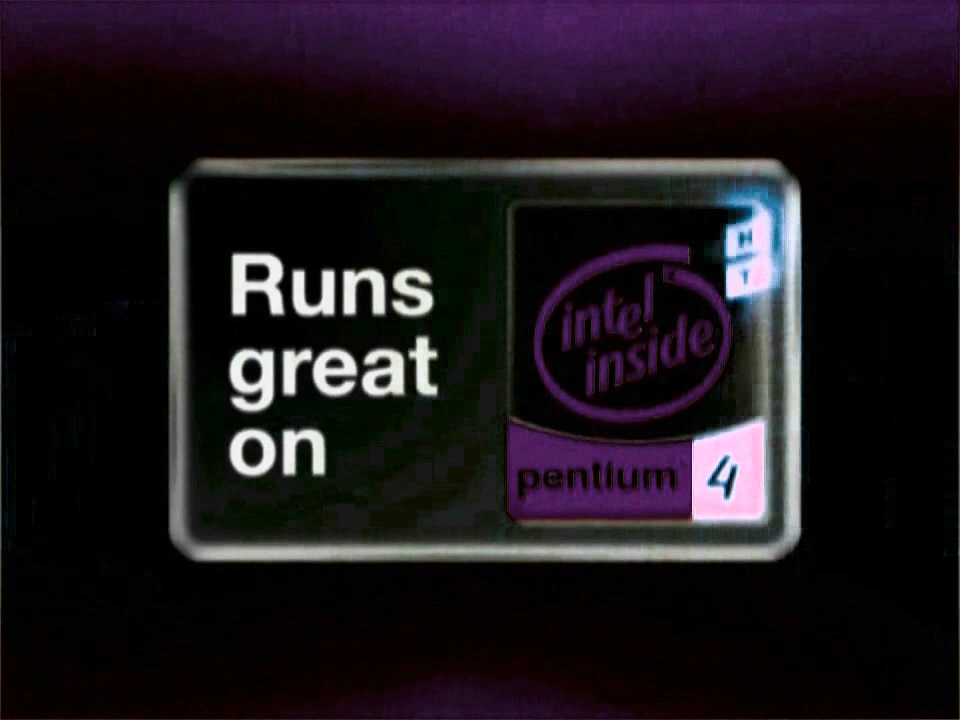 Runs
great
on
HT
intel
inside
pentium 4